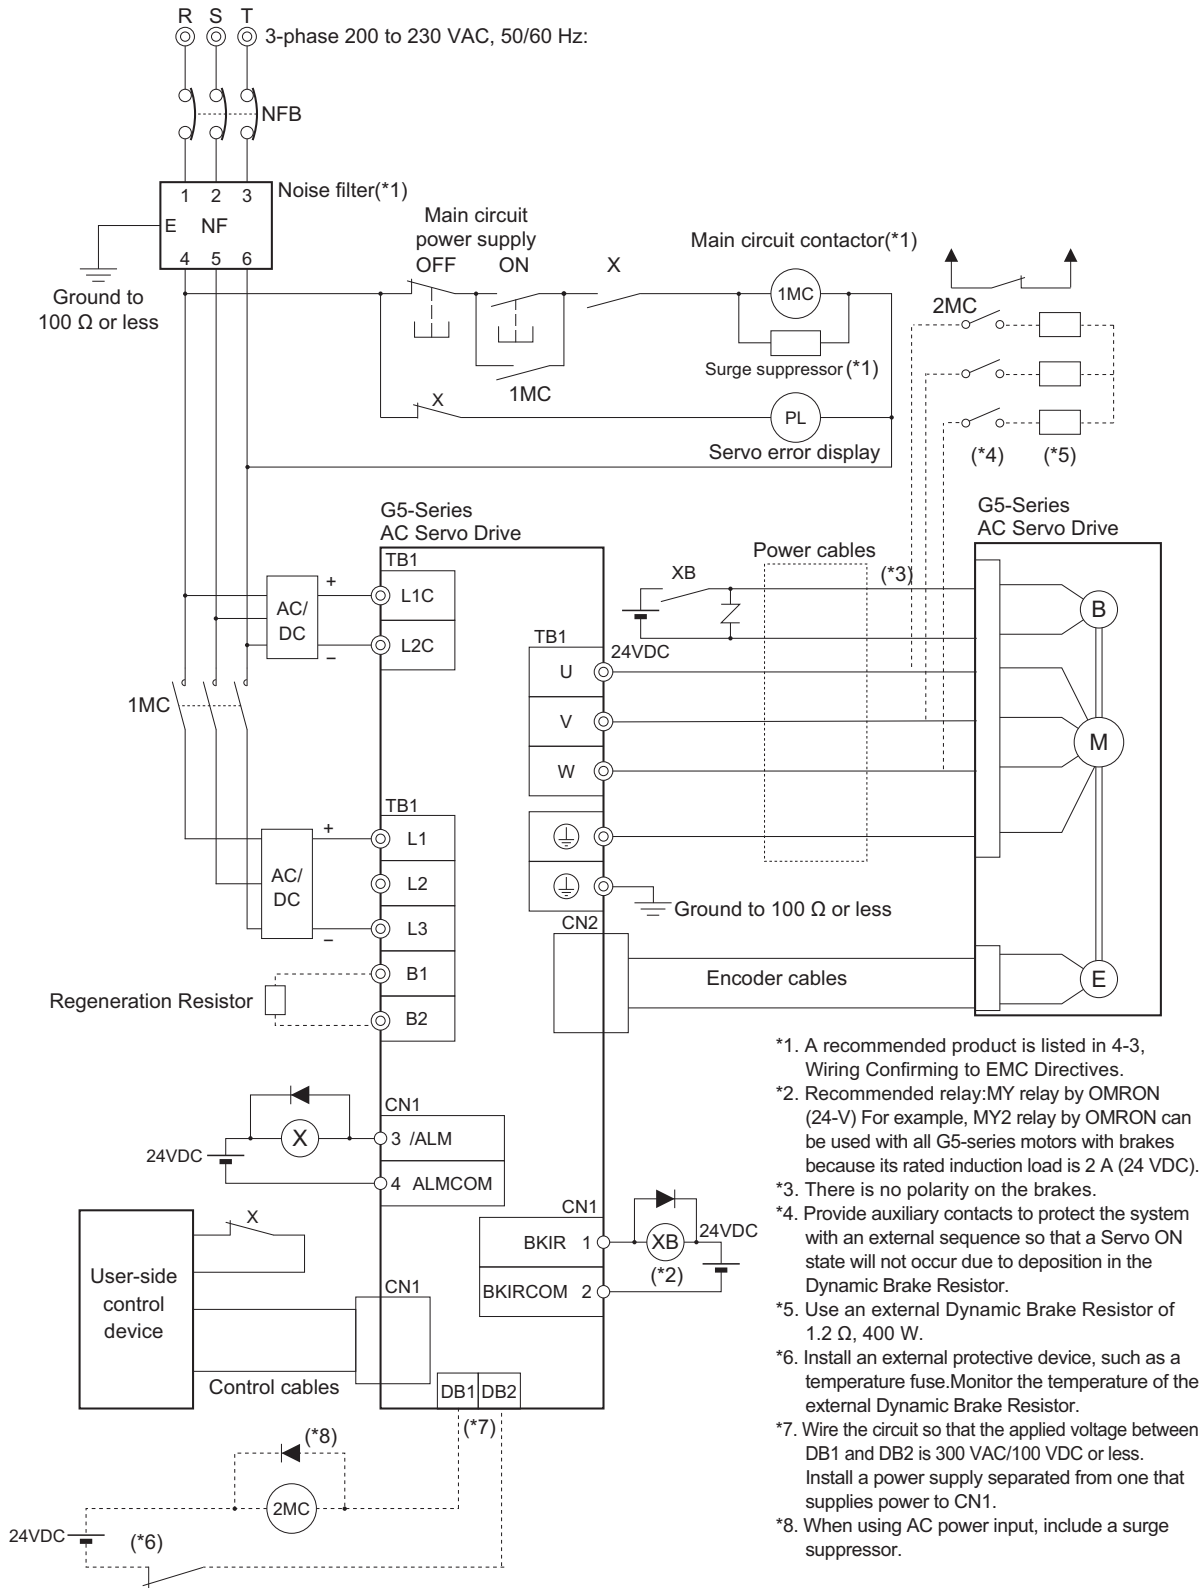 R S T
3-phase 200 to 230 VAC, 50/60 Hz:
NFB
1 2 3
Noise filter(*1)
E NF
4 5 6
Ground to
100 Ω or less
Main circuit
power supply
OFF ON
X
Main circuit contactor(*1)
1MC
Surge suppressor (*1)
1MC
X
PL
Servo error display
2MC
(*4) (*5)
G5-Series
AC Servo Drive
G5-Series
AC Servo Drive
TB1
L1C
L2C
+
AC/
DC
–
1MC
TB1
L1
L2
L3
B1
B2
+
AC/
DC
–
Regeneration Resistor
XB
24VDC
Power cables
(*3)
TB1
U
V
W
Ground to 100 Ω or less
CN2
Encoder cables
B
M
E
CN1
3 /ALM
4 ALMCOM
X
24VDC
X
User-side
control
device
CN1
Control cables
CN1
BKIR 1
BKIRCOM 2
XB
(*2)
24VDC
DB1 DB2
(*7)
(*8)
2MC
24VDC
(*6)
*1. A recommended product is listed in 4-3,
Wiring Confirming to EMC Directives.
*2. Recommended relay:MY relay by OMRON
(24-V) For example, MY2 relay by OMRON can
be used with all G5-series motors with brakes
because its rated induction load is 2 A (24 VDC).
*3. There is no polarity on the brakes.
*4. Provide auxiliary contacts to protect the system
with an external sequence so that a Servo ON
state will not occur due to deposition in the
Dynamic Brake Resistor.
*5. Use an external Dynamic Brake Resistor of
1.2 Ω, 400 W.
*6. Install an external protective device, such as a
temperature fuse.Monitor the temperature of the
external Dynamic Brake Resistor.
*7. Wire the circuit so that the applied voltage between
DB1 and DB2 is 300 VAC/100 VDC or less.
Install a power supply separated from one that
supplies power to CN1.
*8. When using AC power input, include a surge
suppressor.